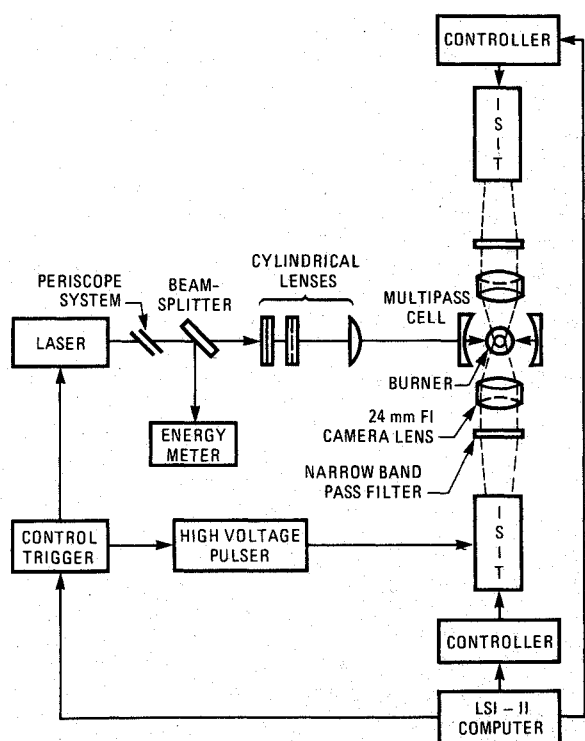 CONTROLLER
I
S
I
T
PERISCOPE
SYSTEM
BEAM-
SPLITTER
CYLINDRICAL
LENSES
MULTIPASS
CELL
LASER
BURNER
24 mm FI
CAMERA LENS
ENERGY
METER
NARROW BAND
PASS FILTER
CONTROL
TRIGGER
HIGH VOLTAGE
PULSER
I
S
I
T
CONTROLLER
LSI - II
COMPUTER